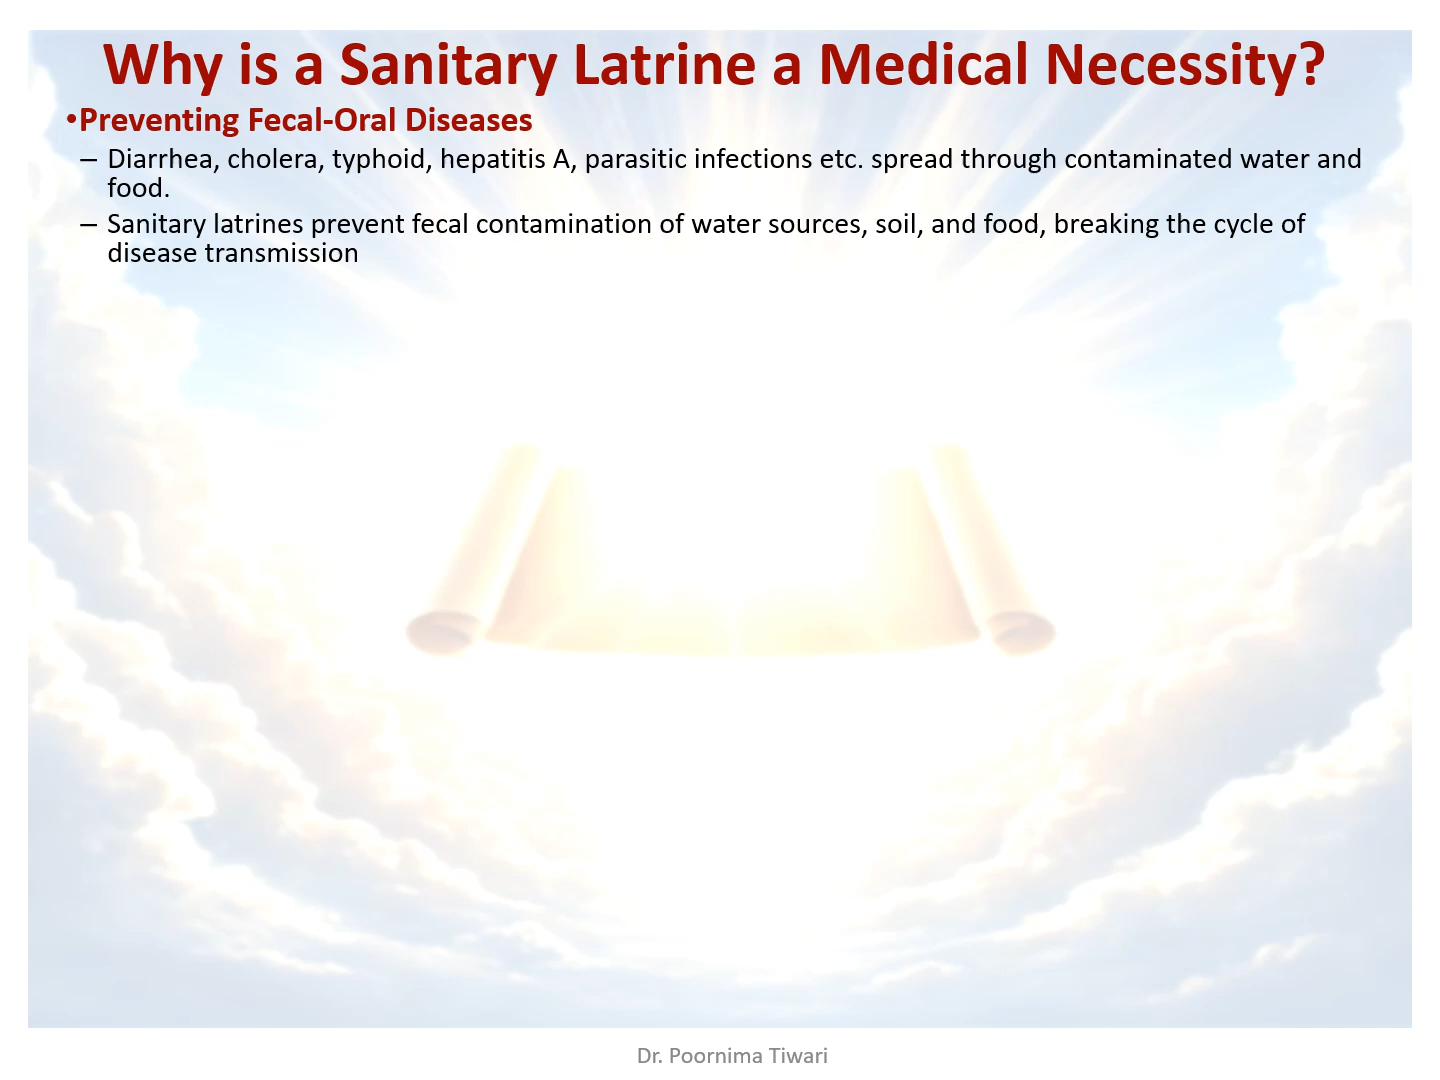 Why is a Sanitary Latrine a Medical Necessity?
•Preventing Fecal-Oral Diseases
– Diarrhea, cholera, typhoid, hepatitis A, parasitic infections etc. spread through contaminated water and
food.
– Sanitary latrines prevent fecal contamination of water sources, soil, and food, breaking the cycle of
disease transmission
Dr. Poornima Tiwari